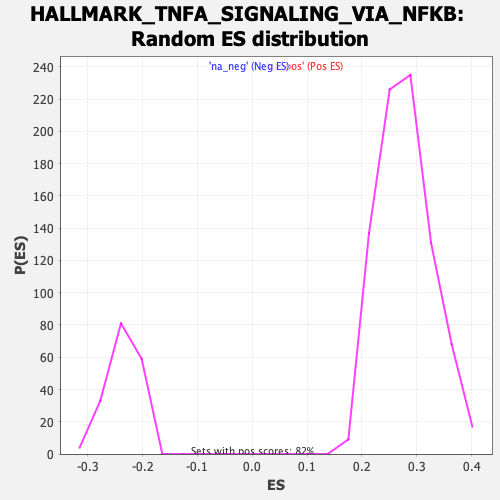 HALLMARK_TNFA_SIGNALING_VIA_NFKB:
Random ES distribution
'na_neg' (Neg ES) pos' (Pos ES)
240
220
200
180
160
140
120
100
80
60
40
20
0
P(ES)
Sets with pos scores: 82%
-0.3 -0.2 -0.1 0.0 0.1 0.2 0.3 0.4
ES